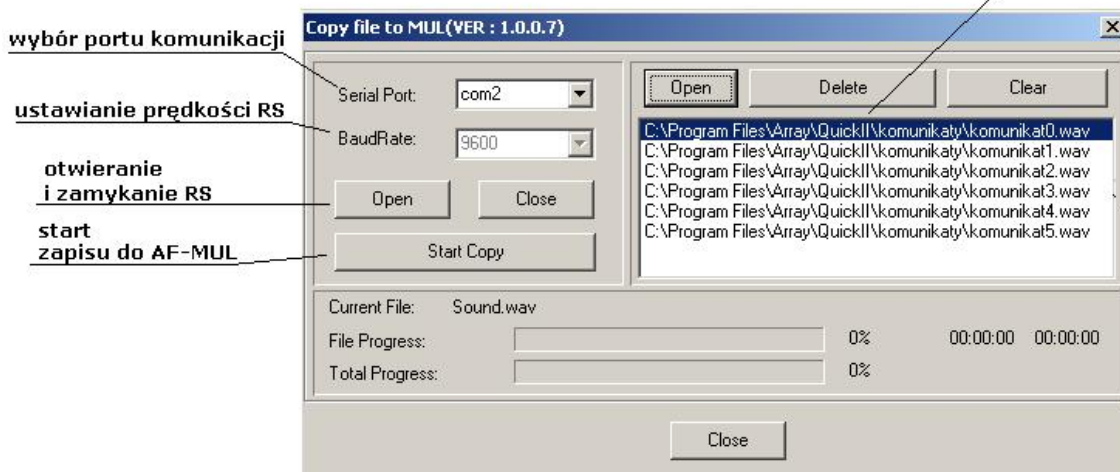 Copy file to MUL(VER : 1.0.0.7)
wybór portu komunikacji
Serial Port:
com2
ustawianie prędkości RS
BaudRate:
9600
otwieranie
i zamykanie RS
Open
Close
start
zapisu do AF-MUL
Start Copy
Open
Delete
Clear
C:\Program Files\Array\QuickII\komunikaty\komunikat0.wav
C:\Program Files\Array\QuickII\komunikaty\komunikat1.wav
C:\Program Files\Array\QuickII\komunikaty\komunikat2.wav
C:\Program Files\Array\QuickII\komunikaty\komunikat3.wav
C:\Program Files\Array\QuickII\komunikaty\komunikat4.wav
C:\Program Files\Array\QuickII\komunikaty\komunikat5.wav
Current File: Sound.wav
File Progress: 0% 00:00:00 00:00:00
Total Progress: 0%
Close